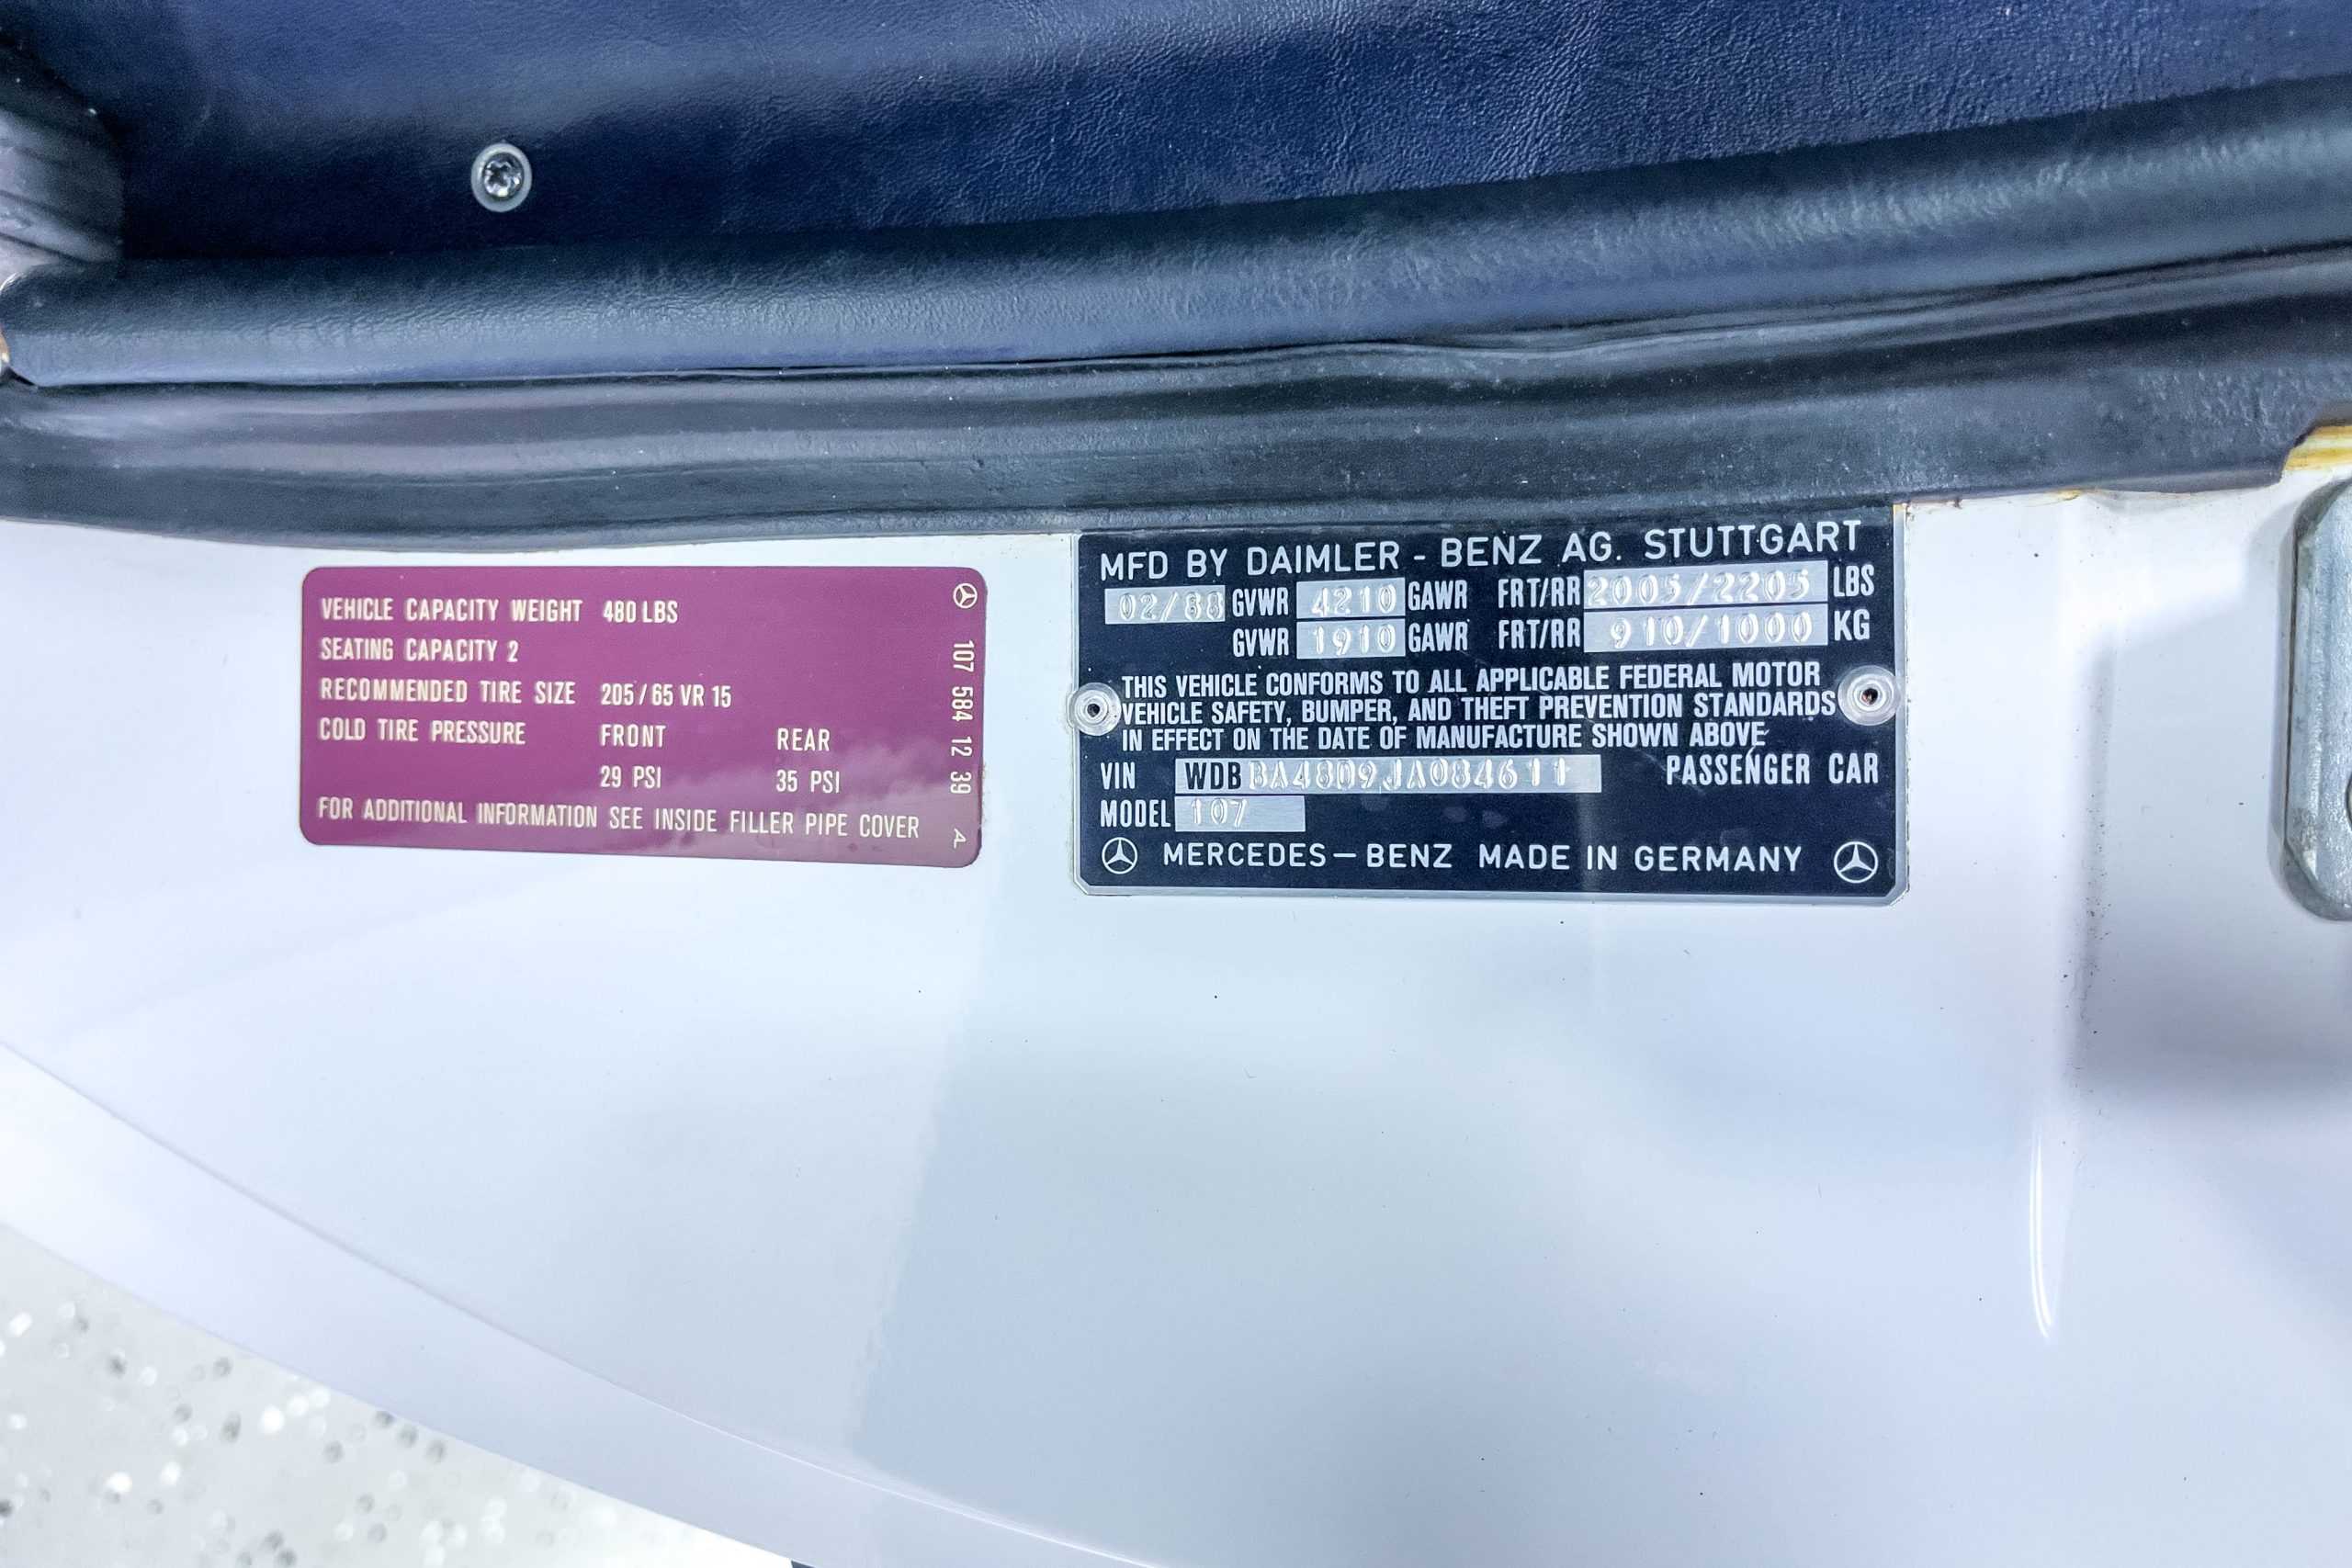 VEHICLE CAPACITY WEIGHT 480 LBS
SEATING CAPACITY 2
RECOMMENDED TIRE SIZE 205/65 VR 15
COLD TIRE PRESSURE FRONT REAR
29 PSI 35 PSI
FOR ADDITIONAL INFORMATION SEE INSIDE FILLER PIPE COVER
107 584 12 39
MFD BY DAIMLER - BENZ AG. STUTTGART
02/88 GVWR 4210 GAWR FRT/RR 2005/2205 LBS
GVWR 1910 GAWR FRT/RR 910/1000 KG
THIS VEHICLE CONFORMS TO ALL APPLICABLE FEDERAL MOTOR
VEHICLE SAFETY, BUMPER, AND THEFT PREVENTION STANDARDS
IN EFFECT ON THE DATE OF MANUFACTURE SHOWN ABOVE
VIN WDBBA48D9JA084611 PASSENGER CAR
MODEL 107
MERCEDES-BENZ MADE IN GERMANY